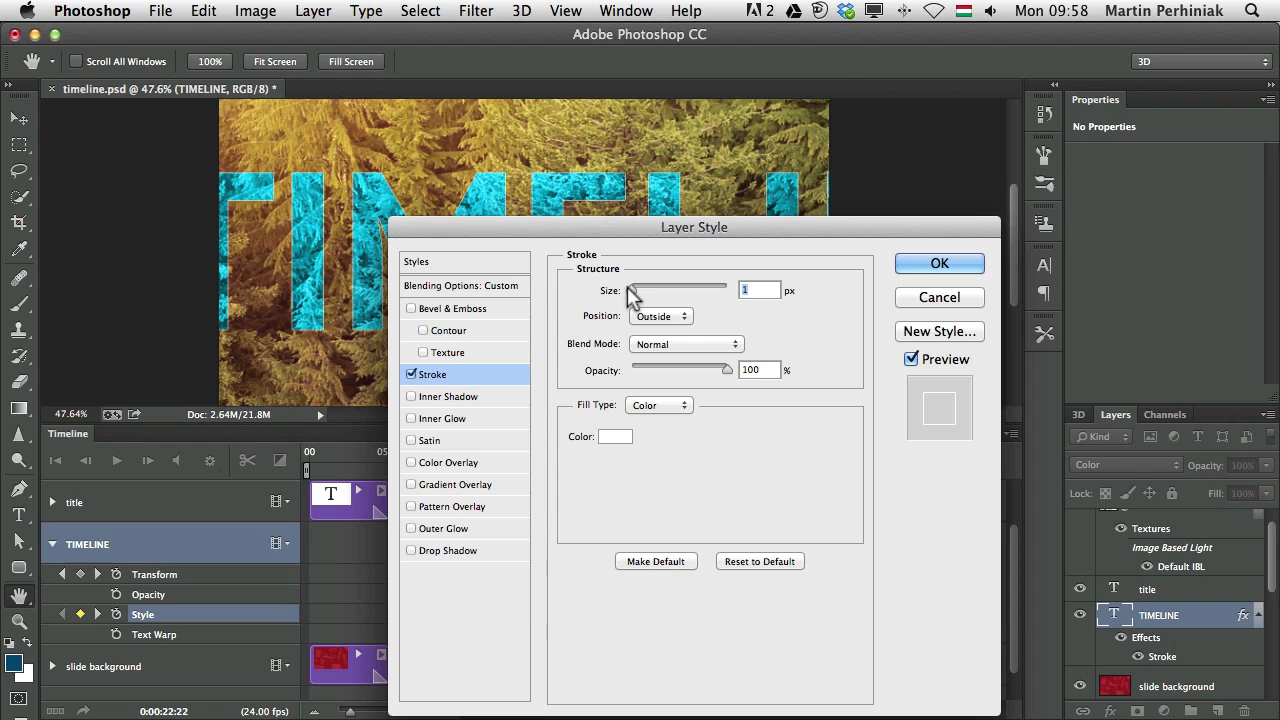 Photoshop File Edit Image Layer Type Select Filter 3D View Window Help 2 Mon 09:58 Martin Perhiniak
Adobe Photoshop CC
Scroll All Windows 100% Fit Screen Fill Screen 3D
× timeline.psd @ 47.6% (TIMELINE, RGB/8) *
Properties
No Properties
TIMELI
Layer Style
Styles
Blending Options: Custom
Bevel & Emboss
Contour
Texture
Stroke
Inner Shadow
Inner Glow
Satin
Color Overlay
Gradient Overlay
Pattern Overlay
Outer Glow
Drop Shadow
Stroke
Structure
Size: 1 px
Position: Outside
Blend Mode: Normal
Opacity: 100 %
Fill Type: Color
Color:
Make Default Reset to Default
OK
Cancel
New Style...
Preview
47.64% Doc: 2.64M/21.8M
Timeline
00 05
T
title
TIMELINE
Transform
Opacity
Style
Text Warp
slide background
0:00:22:22 (24.00 fps)
3D Layers Channels
Kind
Color Opacity: 100%
Lock: Fill: 100%
Textures
Image Based Light
Default IBL
T title
T TIMELINE fx
Effects
Stroke
slide background
fx